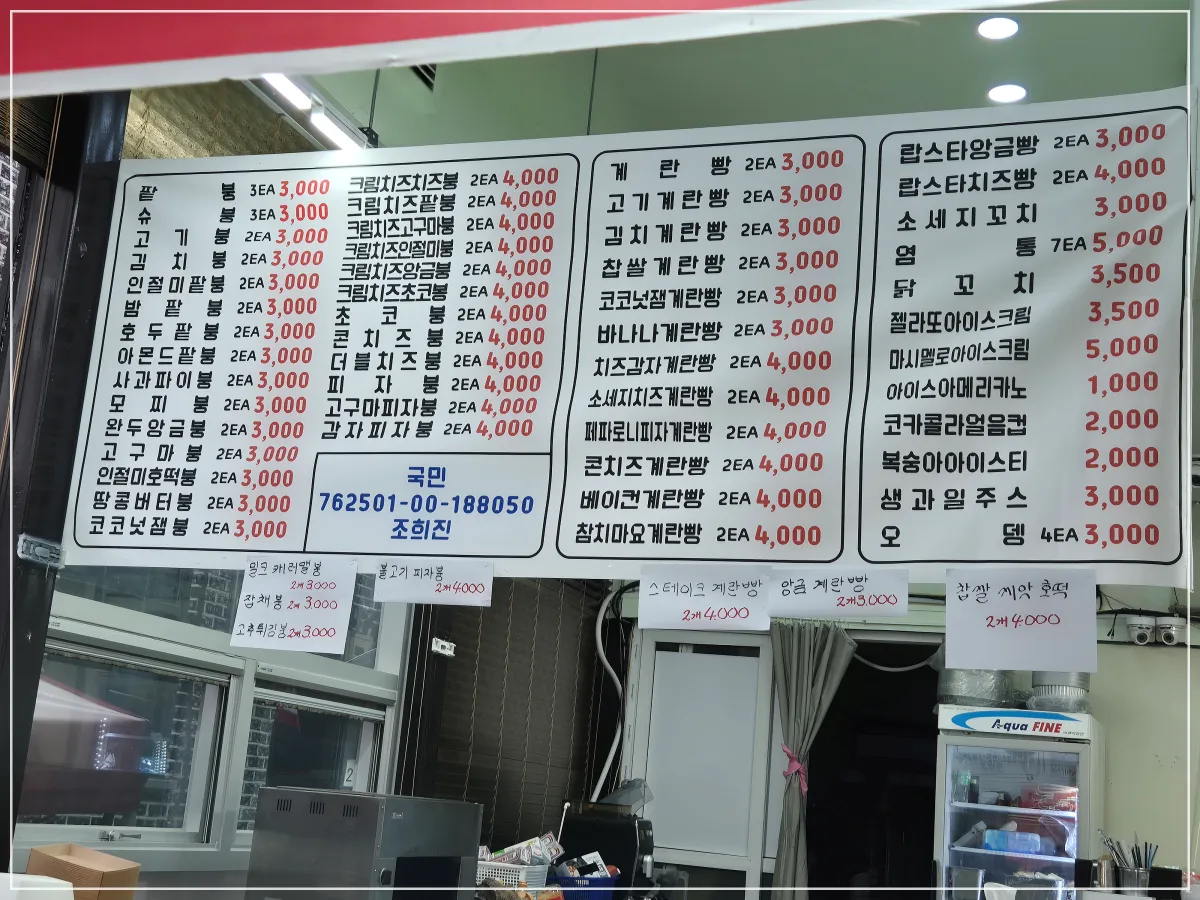 팥붕 3EA 3,000
슈붕 3EA 3,000
고기붕 2EA 3,000
김치붕 2EA 3,000
인절미팥붕 2EA 3,000
밤팥붕 2EA 3,000
호두팥붕 2EA 3,000
아몬드팥붕 2EA 3,000
사과파이붕 2EA 3,000
모찌붕 2EA 3,000
완두앙금붕 2EA 3,000
고구마붕 2EA 3,000
인절미호떡붕 2EA 3,000
땅콩버터붕 2EA 3,000
코코넛잼붕 2EA 3,000
크림치즈치즈붕 2EA 4,000
크림치즈팥붕 2EA 4,000
크림치즈고구마붕 2EA 4,000
크림치즈인절미붕 2EA 4,000
크림치즈앙금붕 2EA 4,000
크림치즈초코붕 2EA 4,000
초코붕 2EA 4,000
콘치즈붕 2EA 4,000
더블치즈붕 2EA 4,000
피자붕 2EA 4,000
고구마피자붕 2EA 4,000
감자피자붕 2EA 4,000
국민
762501-00-188050
조희진
계란빵 2EA 3,000
고기계란빵 2EA 3,000
김치계란빵 2EA 3,000
찹쌀계란빵 2EA 3,000
코코넛잼계란빵 2EA 3,000
바나나계란빵 2EA 3,000
치즈감자계란빵 2EA 4,000
소세지치즈계란빵 2EA 4,000
페파로니피자계란빵 2EA 4,000
콘치즈계란빵 2EA 4,000
베이컨계란빵 2EA 4,000
참치마요계란빵 2EA 4,000
랍스타앙금빵 2EA 3,000
랍스타치즈빵 2EA 4,000
소세지꼬치 3,000
염통 7EA 5,000
닭꼬치 3,500
젤라또아이스크림 3,500
마시멜로아이스크림 5,000
아이스아메리카노 1,000
코카콜라얼음컵 2,000
복숭아아이스티 2,000
생과일주스 3,000
오뎅 4EA 3,000
밀크 캐러멜붕
2개 3,000
잡채붕 2개 3,000
고추튀김붕 2개 3,000
불고기 피자붕
2개 4000
스테이크 계란빵
2개 4.000
앙금 계란빵
2개 3.000
찹쌀 씨앗 호떡
2개 4.000
Aqua FINE
2